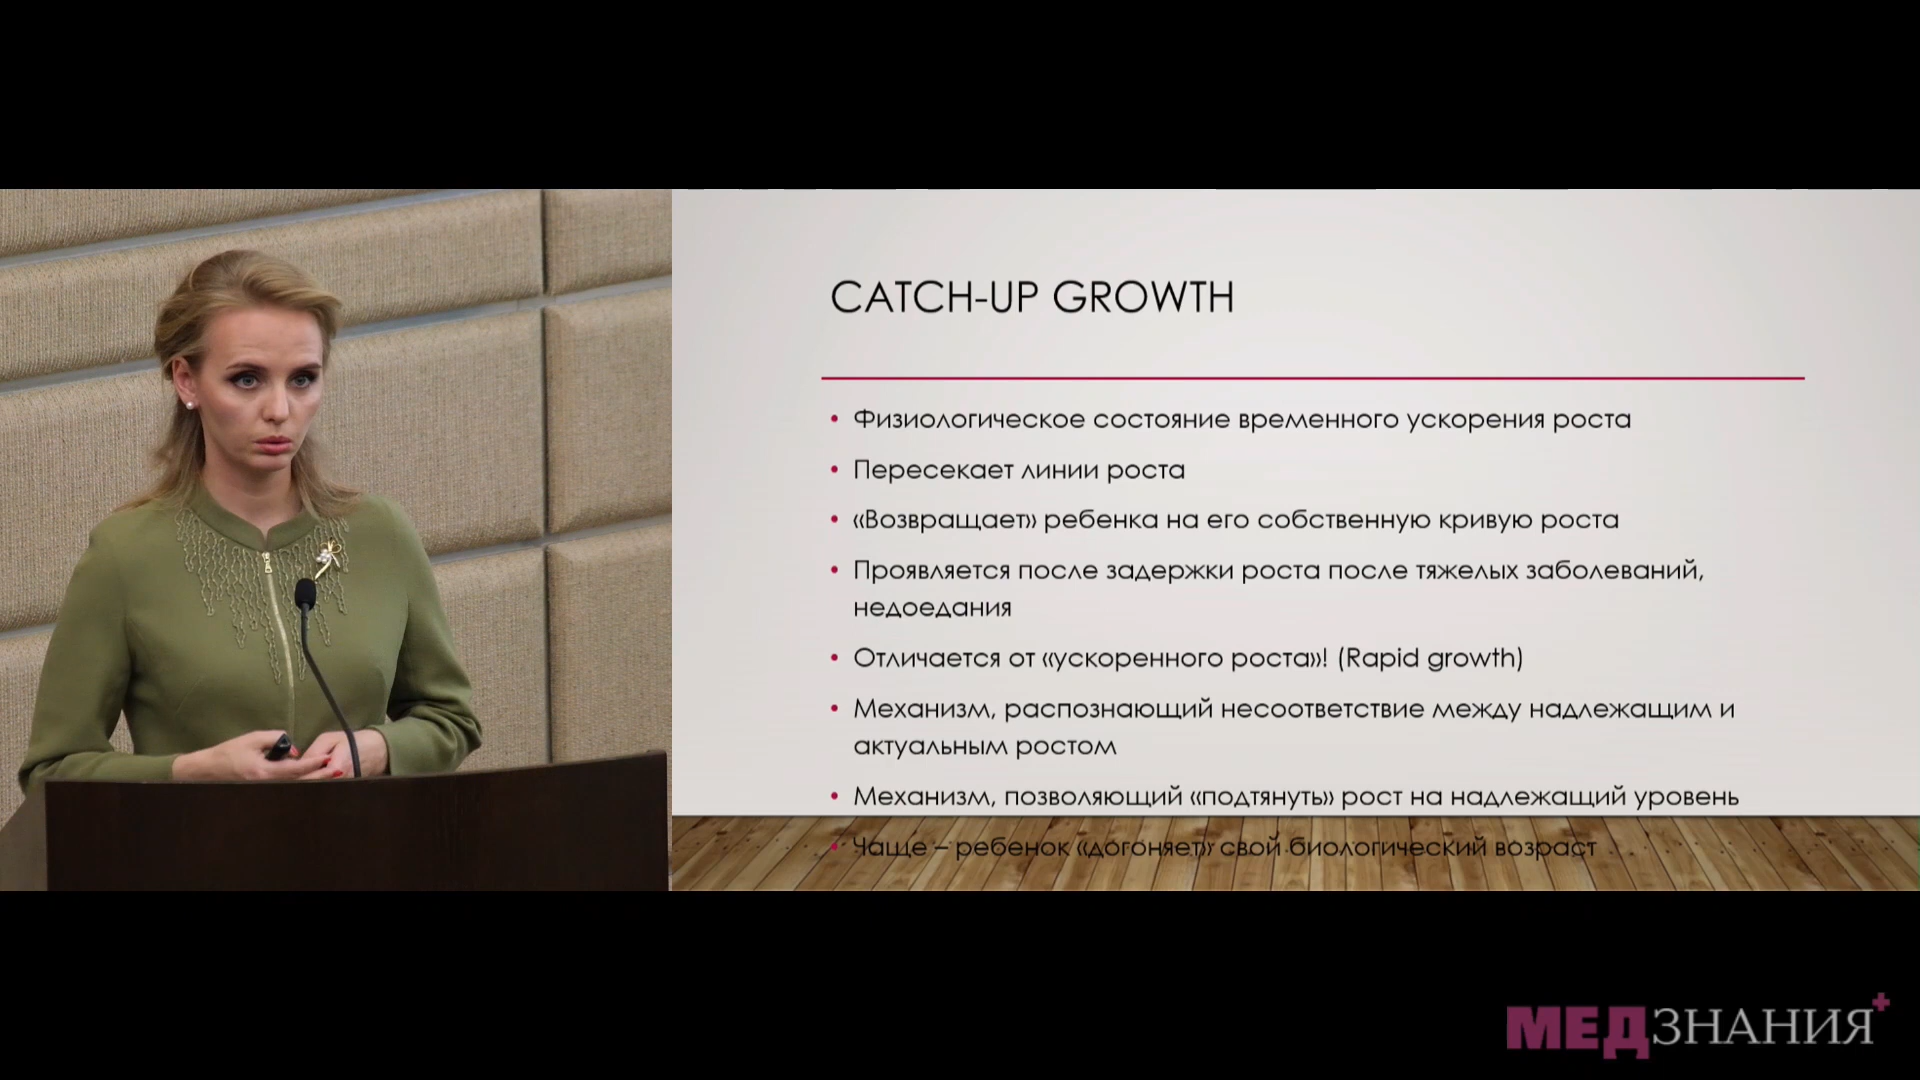 CATCH-UP GROWTH
• Физиологическое состояние временного ускорения роста
• Пересекает линии роста
• «Возвращает» ребенка на его собственную кривую роста
• Проявляется после задержки роста после тяжелых заболеваний,
недоедания
• Отличается от «ускоренного роста»! (Rapid growth)
• Механизм, распознающий несоответствие между надлежащим и
актуальным ростом
• Механизм, позволяющий «подтянуть» рост на надлежащий уровень
• Чаще – ребенок «догоняет» свой биологический возраст
МЕДЗНАНИЯ+